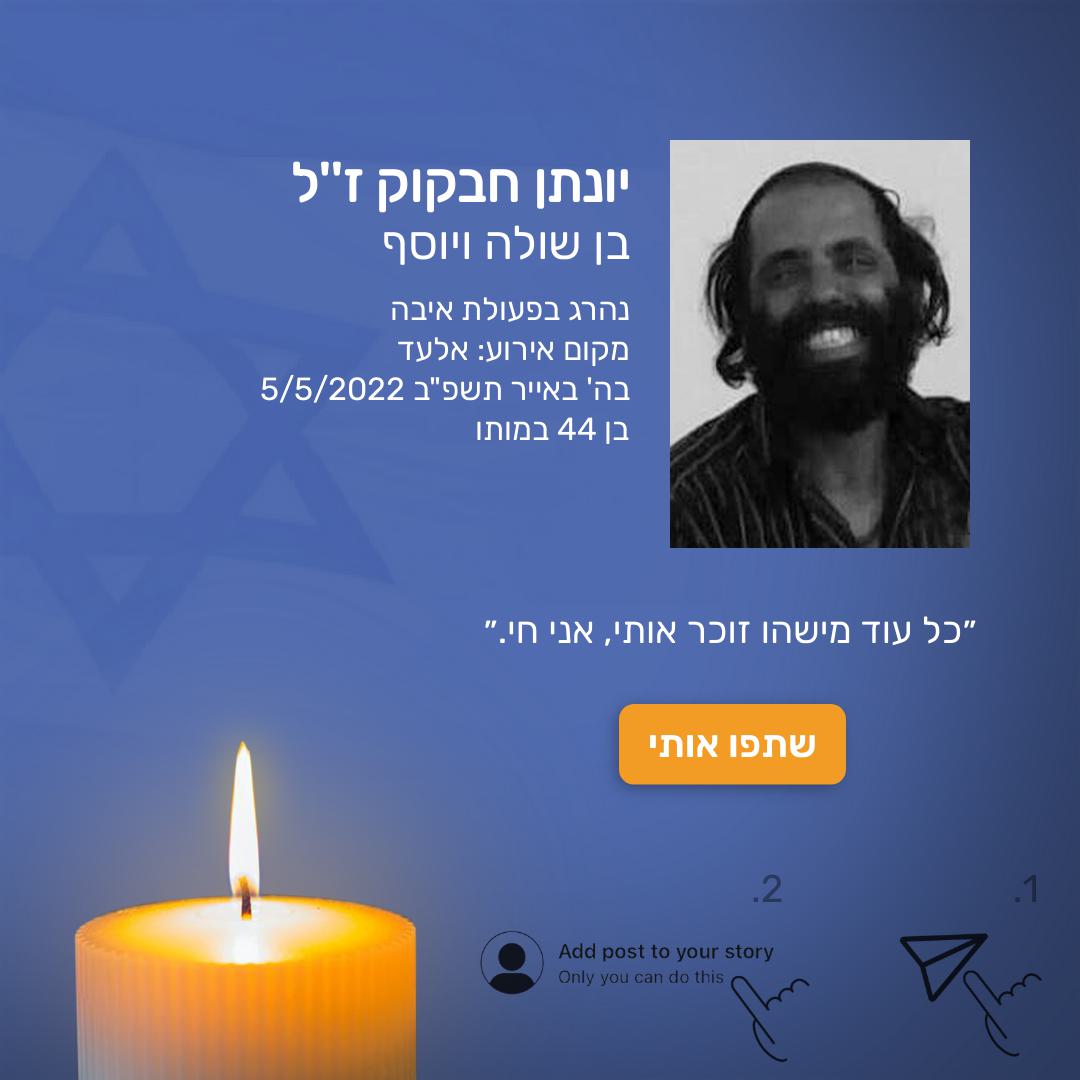 יונתן חבקוק ז"ל
בן שולה ויוסף
נהרג בפעולת איבה
מקום אירוע: אלעד
בה' באייר תשפ"ב 5/5/2022
בן 44 במותו
״כל עוד מישהו זוכר אותי, אני חי.״
שתפו אותי
.1
.2
Add post to your story
Only you can do this